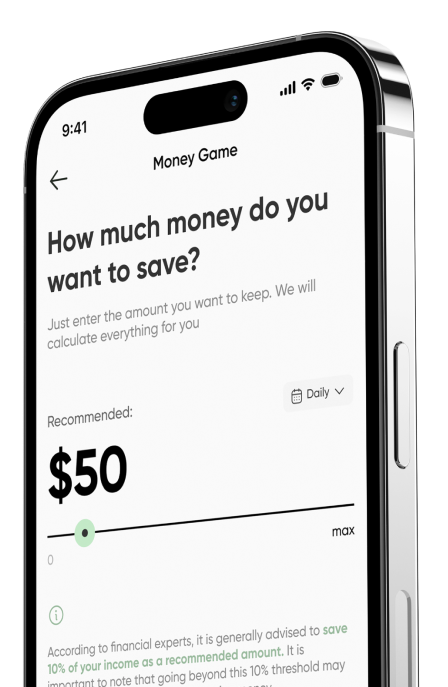 9:41
Money Game
How much money do you
want to save?
Just enter the amount you want to keep. We will
calculate everything for you
Daily
Recommended:
$50
max
0
According to financial experts, it is generally advised to save
10% of your income as a recommended amount. It is
important to note that going beyond this 10% threshold may